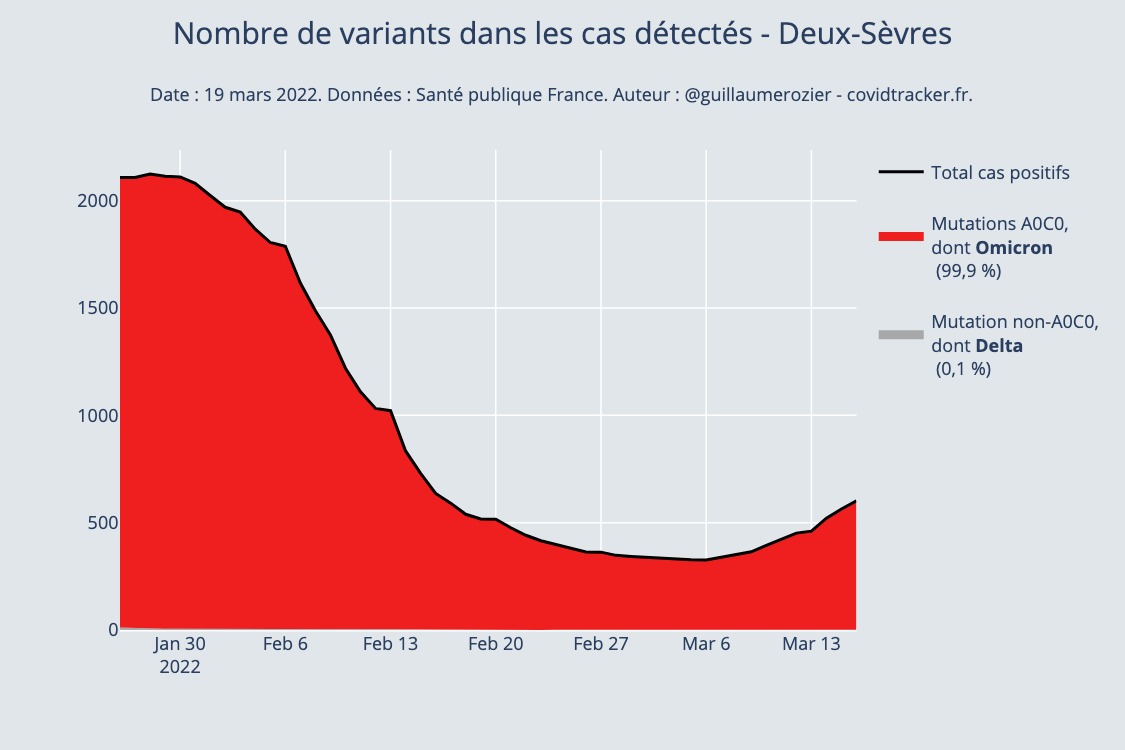 Nombre de variants dans les cas détectés - Deux-Sèvres
Date : 19 mars 2022. Données : Santé publique France. Auteur : @guillaumerozier - covidtracker.fr.
Total cas positifs
Mutations A0C0,
dont Omicron
(99,9 %)
Mutation non-A0C0,
dont Delta
(0,1 %)
2000
1500
1000
500
0
Jan 30
2022
Feb 6
Feb 13
Feb 20
Feb 27
Mar 6
Mar 13